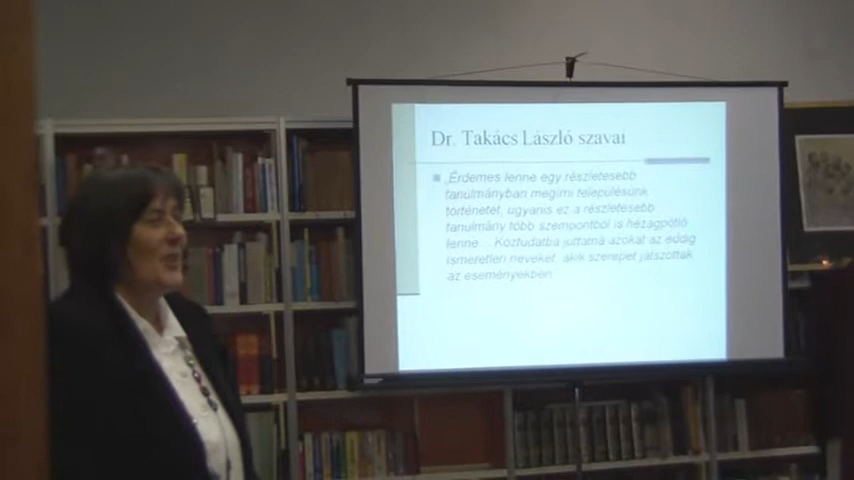 Dr. Takács László szavai
„Érdemes lenne egy részletesebb
tanulmányban megírni településünk
történetét, ugyanis ez a részletesebb
tanulmány több szempontból is hézagpótló
lenne... Köztudatba juttatná azokat az eddig
ismeretlen neveket, akik szerepet játszottak
az eseményekben.